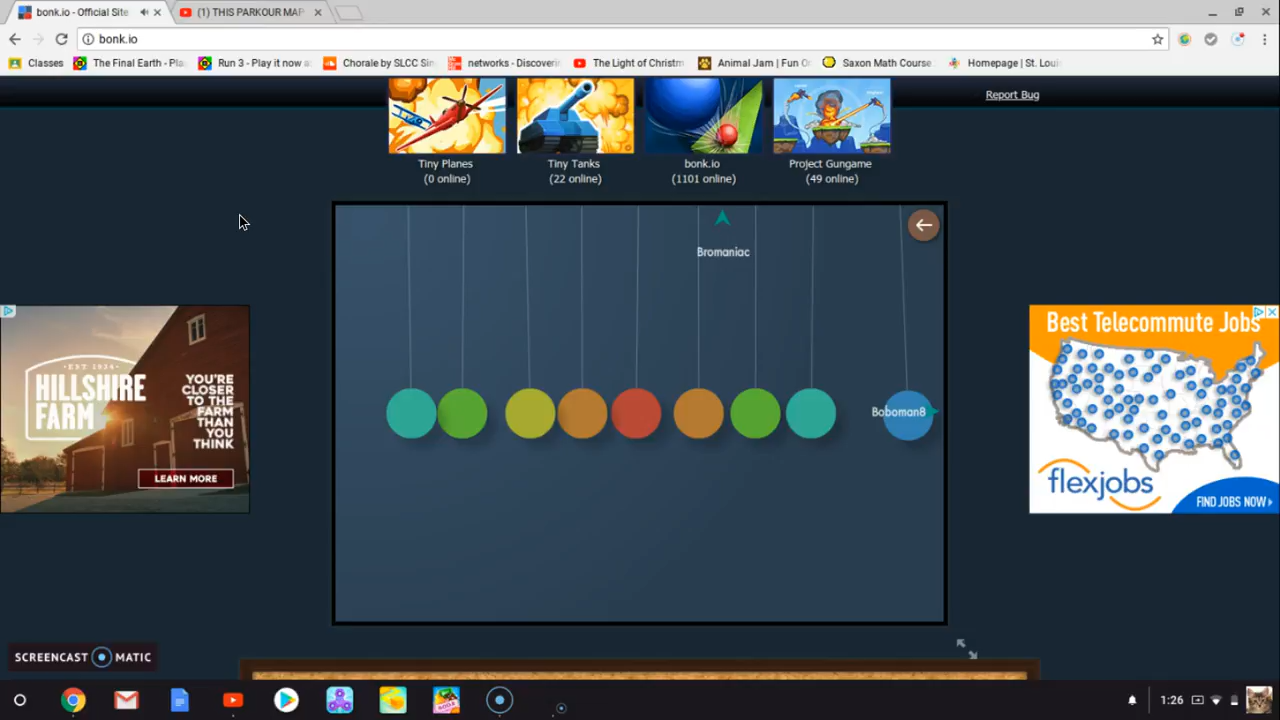 bonk.io - Official Site
(1) THIS PARKOUR MAP
bonk.io
Classes
The Final Earth - Pla
Run 3 - Play it now a
Chorale by SLCC Sin
networks - Discoveri
The Light of Christm
Animal Jam | Fun O
Saxon Math Course
Homepage | St. Loui
Report Bug
Tiny Planes
(0 online)
Tiny Tanks
(22 online)
bonk.io
(1101 online)
Project Gungame
(49 online)
Bromaniac
Boboman8
EST. 1934
HILLSHIRE
FARM
YOU'RE
CLOSER
TO THE
FARM
THAN
YOU
THINK
LEARN MORE
Best Telecommute Jobs
flexjobs
FIND JOBS NOW
SCREENCAST MATIC
1:26